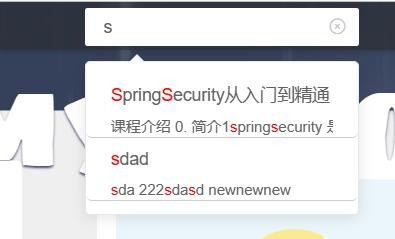 s
SpringSecurity从入门到精通
课程介绍 0. 简介1springsecurity 是
sdad
sda 222sdasd newnewnew